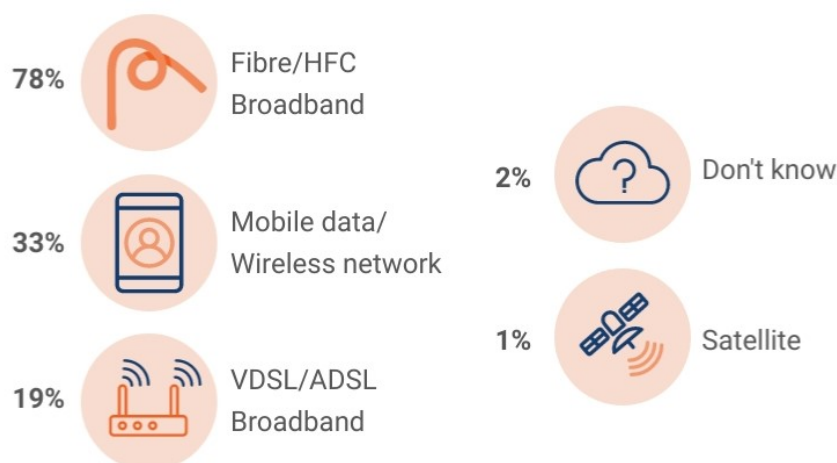 78%
Fibre/HFC
Broadband
33%
Mobile data/
Wireless network
19%
VDSL/ADSL
Broadband
2%
?
Don't know
1%
Satellite